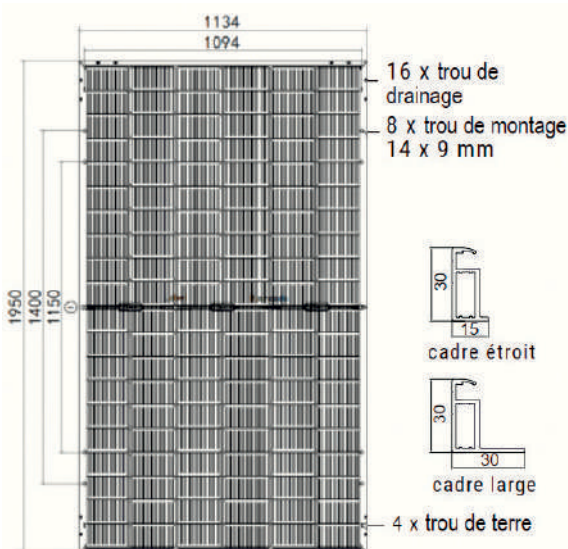 1134
1094
16 x trou de
drainage
8 x trou de montage
14 x 9 mm
1950
1400
1150
30
15
cadre étroit
30
30
cadre large
4 x trou de terre